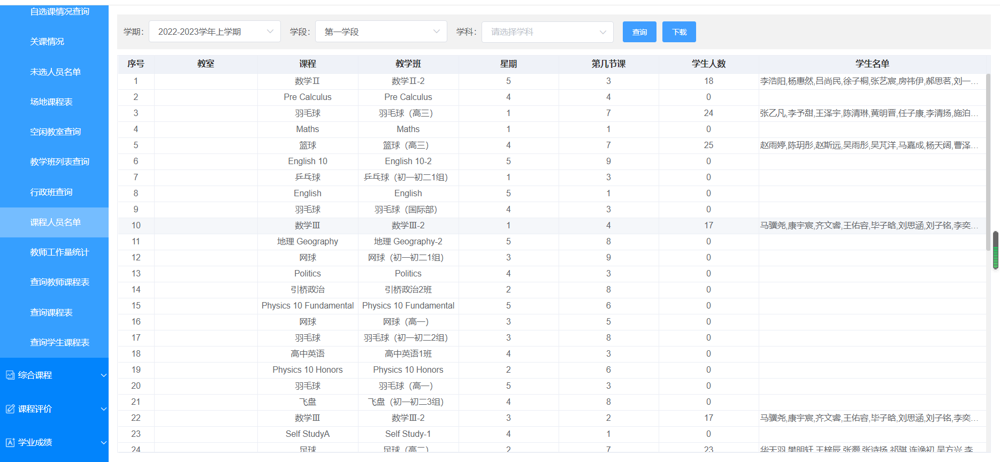 自选课情况查询
关课情况
未选人员名单
场地课程表
空闲教室查询
教学班列表查询
行政班查询
课程人员名单
教师工作量统计
查询教师课程表
查询课程表
查询学生课程表
综合课程
课程评价
学业成绩
学期: 2022-2023学年上学期 学段: 第一学段 学科: 请选择学科 查询 下载
序号 教室 课程 教学班 星期 第几节课 学生人数 学生名单
1 数学Ⅱ 数学Ⅱ-2 5 3 18 李浩阳,杨惠然,吕尚民,徐子桐,张艺宸,房祎伊,郝思茗,刘一...
2 Pre Calculus Pre Calculus 4 4 0
3 羽毛球 羽毛球（高三） 1 7 24 张乙凡,李予甜,王泽宇,陈清琳,黄明晋,任子康,李清扬,施泊...
4 Maths Maths 1 1 0
5 篮球 篮球（高三） 4 7 25 赵雨婷,陈玥彤,赵斯远,吴雨彤,吴芃洋,马嘉成,杨天阔,曹泽...
6 English 10 English 10-2 5 9 0
7 乒乓球 乒乓球（初一初二1组） 1 3 0
8 English English 5 1 0
9 羽毛球 羽毛球（国际部） 4 3 0
10 数学Ⅲ 数学Ⅲ-2 1 4 17 马骥尧,康宇宸,齐文睿,王佑容,毕子晗,刘思涵,刘子铭,李奕...
11 地理 Geography 地理 Geography-2 5 8 0
12 网球 网球（初一初二1组） 3 9 0
13 Politics Politics 4 3 0
14 引桥政治 引桥政治2班 2 8 0
15 Physics 10 Fundamental Physics 10 Fundamental 5 6 0
16 网球 网球（高一） 3 5 0
17 羽毛球 羽毛球（初一初二2组） 3 8 0
18 高中英语 高中英语1班 4 3 0
19 Physics 10 Honors Physics 10 Honors 2 6 0
20 羽毛球 羽毛球（高一） 5 3 0
21 飞盘 飞盘（初一初二3组） 4 8 0
22 数学Ⅲ 数学Ⅲ-2 3 2 17 马骥尧,康宇宸,齐文睿,王佑容,毕子晗,刘思涵,刘子铭,李奕...
23 Self StudyA Self Study-1 4 1 0
24 足球 足球（高二） 2 7 23 华天羽,樊明轩,王梓辰,张灏,张诗扬,祁骐,连逸初,吴方兴,李